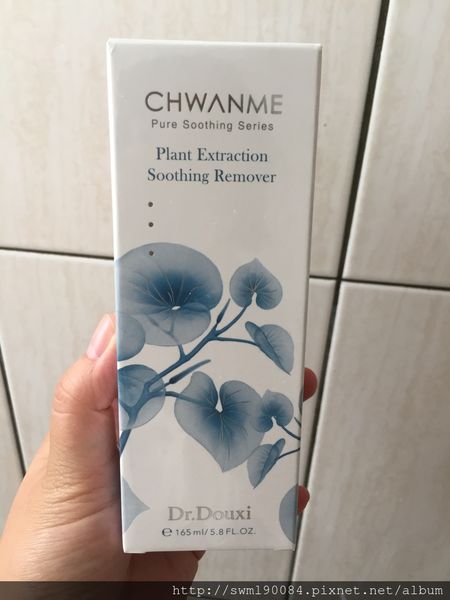 CHWANME
Pure Soothing Series
Plant Extraction
Soothing Remover
Dr.Douxi
℮ 165 ml/5.8 FL.OZ.
http://swm190084.pixnet.net/album